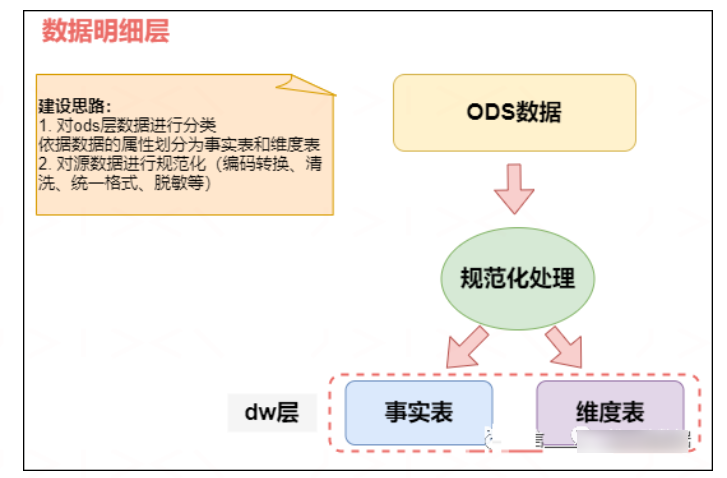 数据明细层
建设思路：
1. 对ods层数据进行分类
依据数据的属性划分为事实表和维度表
2. 对源数据进行规范化（编码转换、清
洗、统一格式、脱敏等）
ODS数据
规范化处理
dw层
事实表
维度表